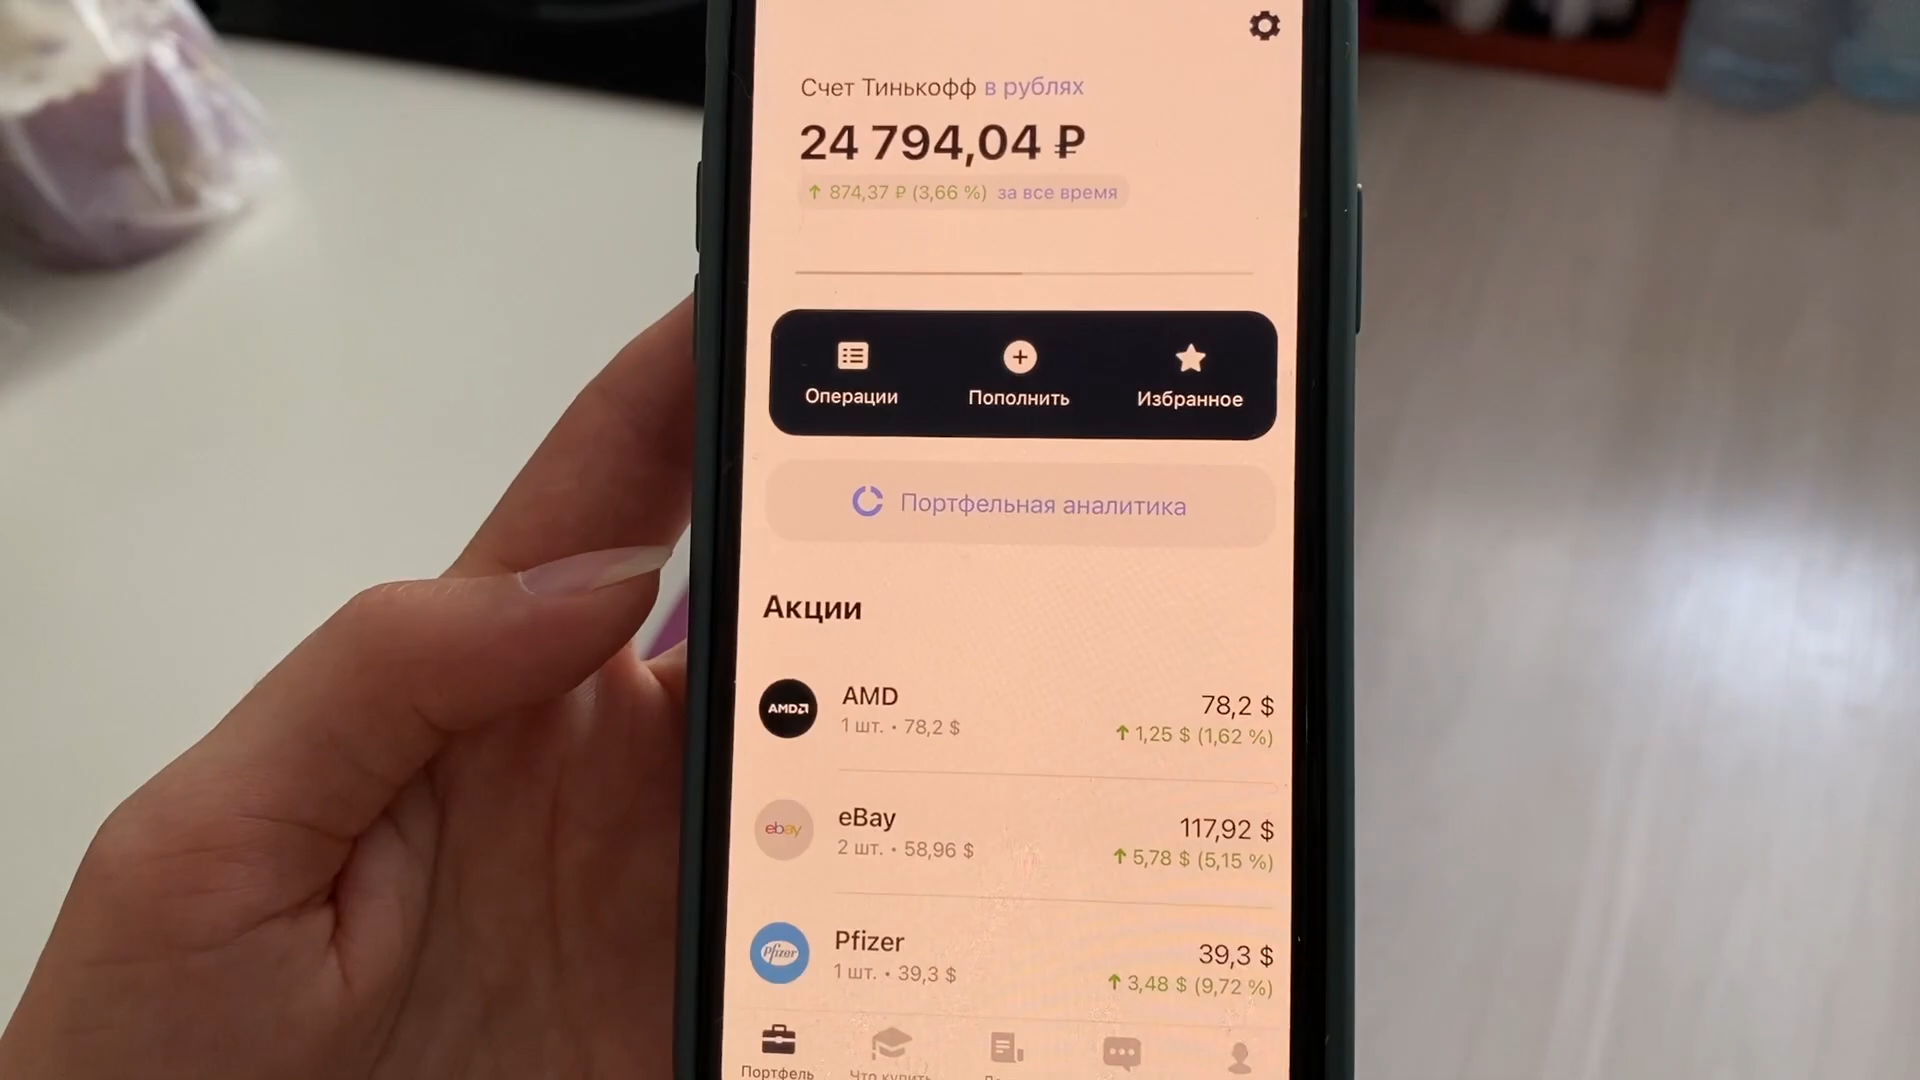 Счет Тинькофф в рублях
24 794,04 ₽
↑ 874,37 ₽ (3,66 %) за все время
Операции
Пополнить
Избранное
Портфельная аналитика
Акции
AMD
AMD
78,2 $
1 шт. • 78,2 $
↑ 1,25 $ (1,62 %)
ebay
eBay
117,92 $
2 шт. • 58,96 $
↑ 5,78 $ (5,15 %)
Pfizer
Pfizer
39,3 $
1 шт. • 39,3 $
↑ 3,48 $ (9,72 %)
Портфель
Что купить